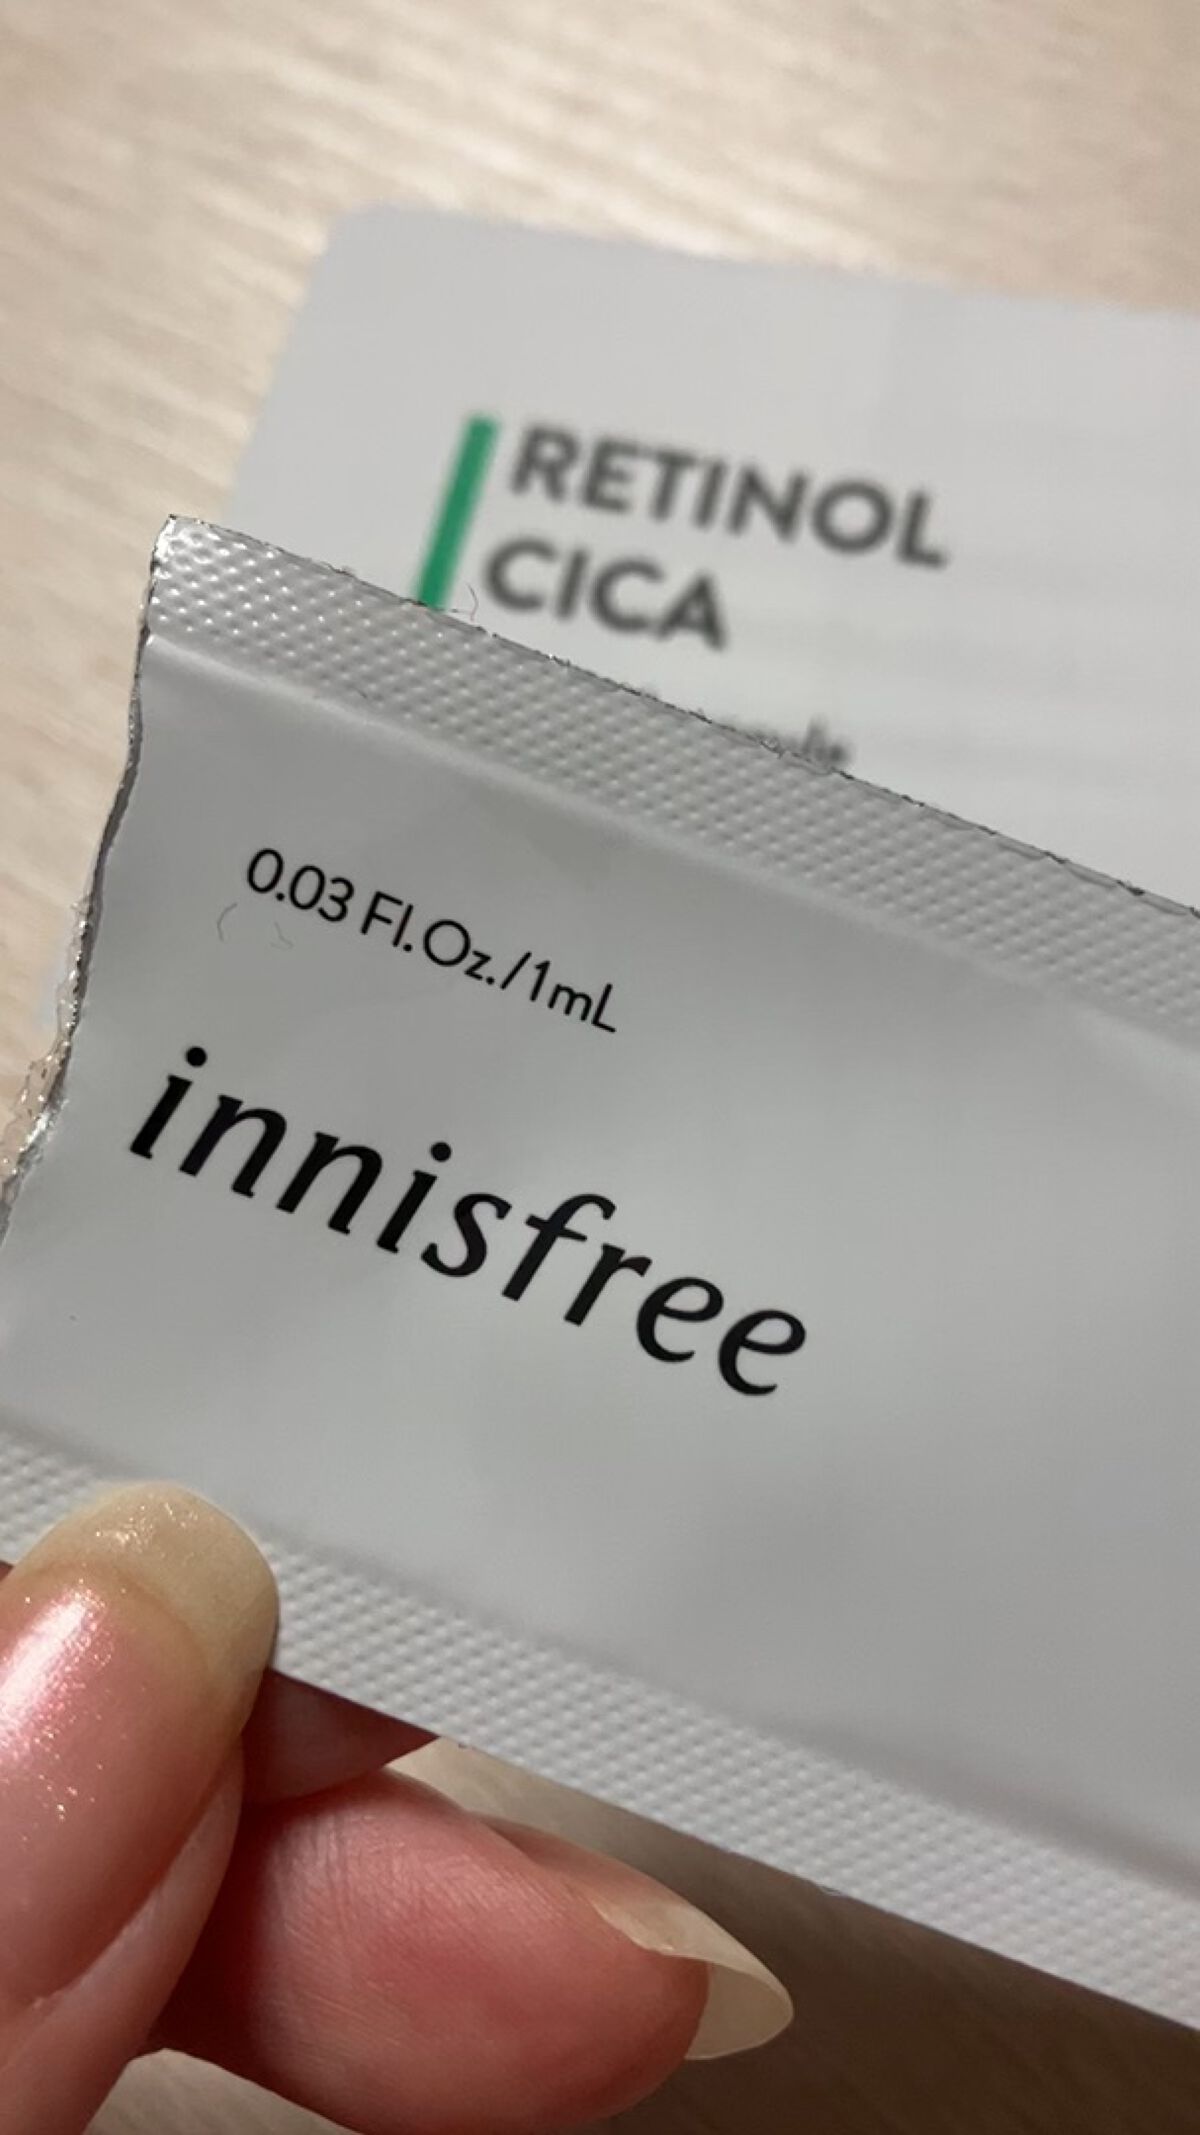 RETINOL
CICA
0.03 Fl.Oz./1mL
innisfree